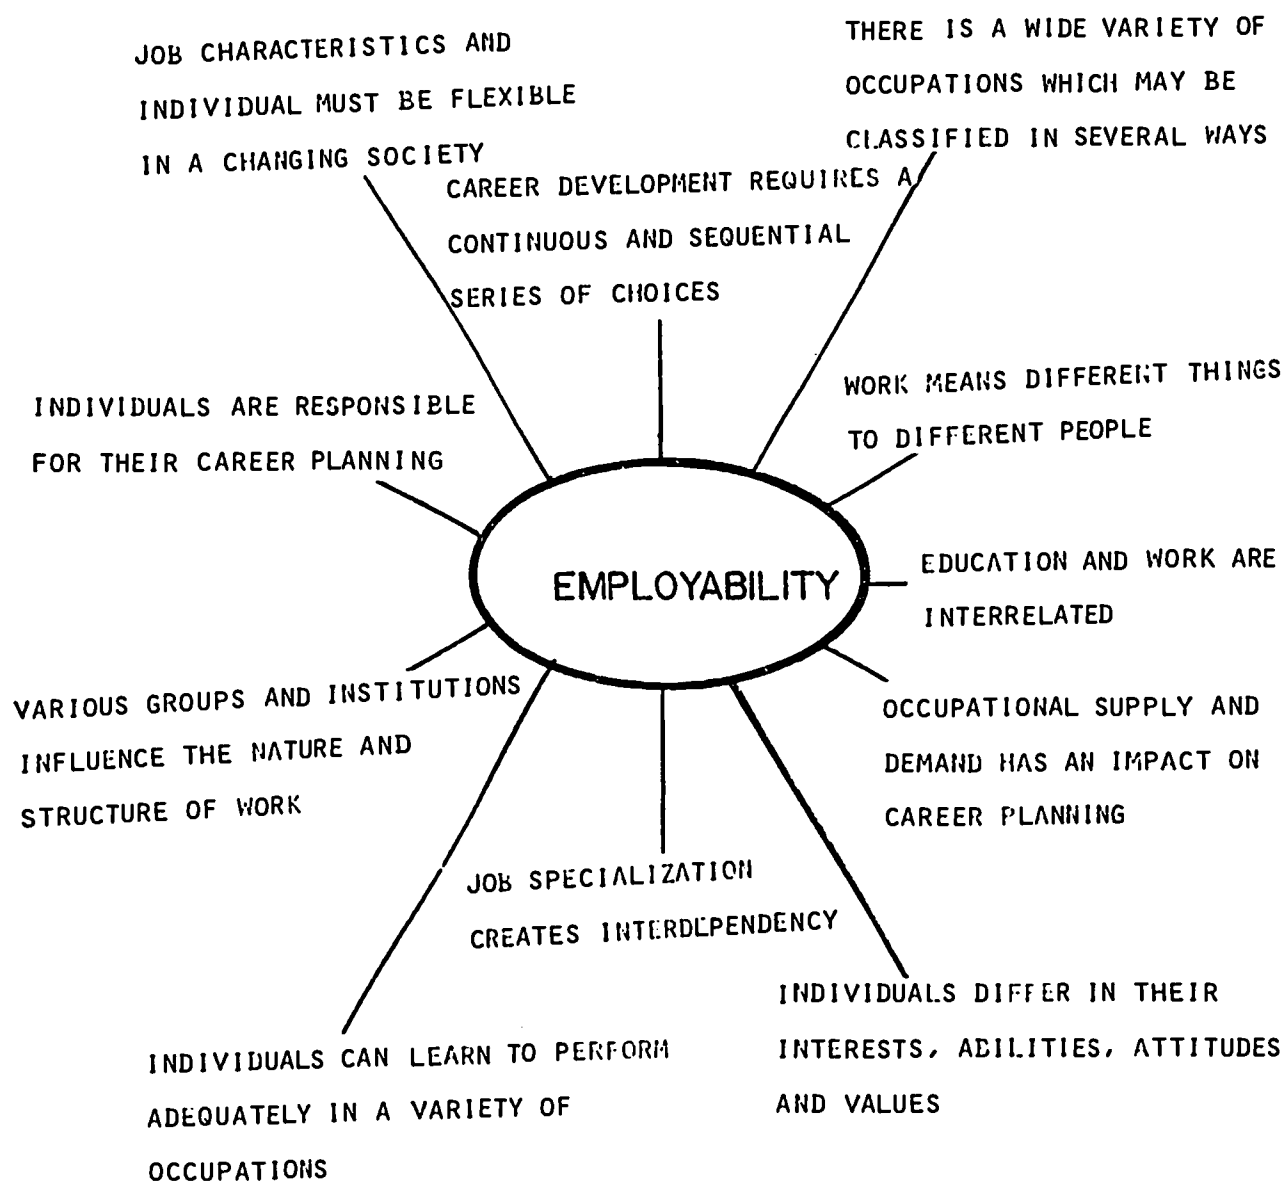 JOB CHARACTERISTICS AND
INDIVIDUAL MUST BE FLEXIBLE
IN A CHANGING SOCIETY
THERE IS A WIDE VARIETY OF
OCCUPATIONS WHICH MAY BE
CLASSIFIED IN SEVERAL WAYS
CAREER DEVELOPMENT REQUIRES A
CONTINUOUS AND SEQUENTIAL
SERIES OF CHOICES
INDIVIDUALS ARE RESPONSIBLE
FOR THEIR CAREER PLANNING
WORK MEANS DIFFERENT THINGS
TO DIFFERENT PEOPLE
EMPLOYABILITY
EDUCATION AND WORK ARE
INTERRELATED
VARIOUS GROUPS AND INSTITUTIONS
INFLUENCE THE NATURE AND
STRUCTURE OF WORK
OCCUPATIONAL SUPPLY AND
DEMAND HAS AN IMPACT ON
CAREER PLANNING
JOB SPECIALIZATION
CREATES INTERDEPENDENCY
INDIVIDUALS DIFFER IN THEIR
INTERESTS, ABILITIES, ATTITUDES
AND VALUES
INDIVIDUALS CAN LEARN TO PERFORM
ADEQUATELY IN A VARIETY OF
OCCUPATIONS